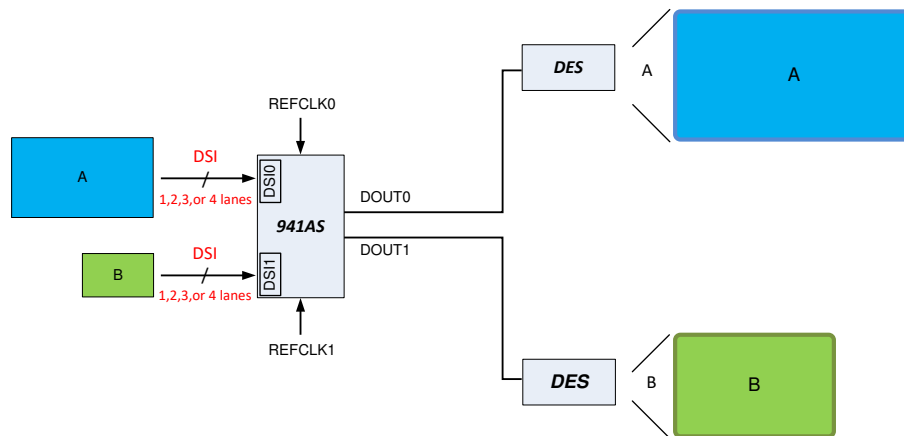 DES
A
A
REFCLK0
A
DSI
1,2,3,or 4 lanes
DSI0
DOUT0
941AS
DOUT1
B
DSI
1,2,3,or 4 lanes
DSI1
REFCLK1
DES
B
B